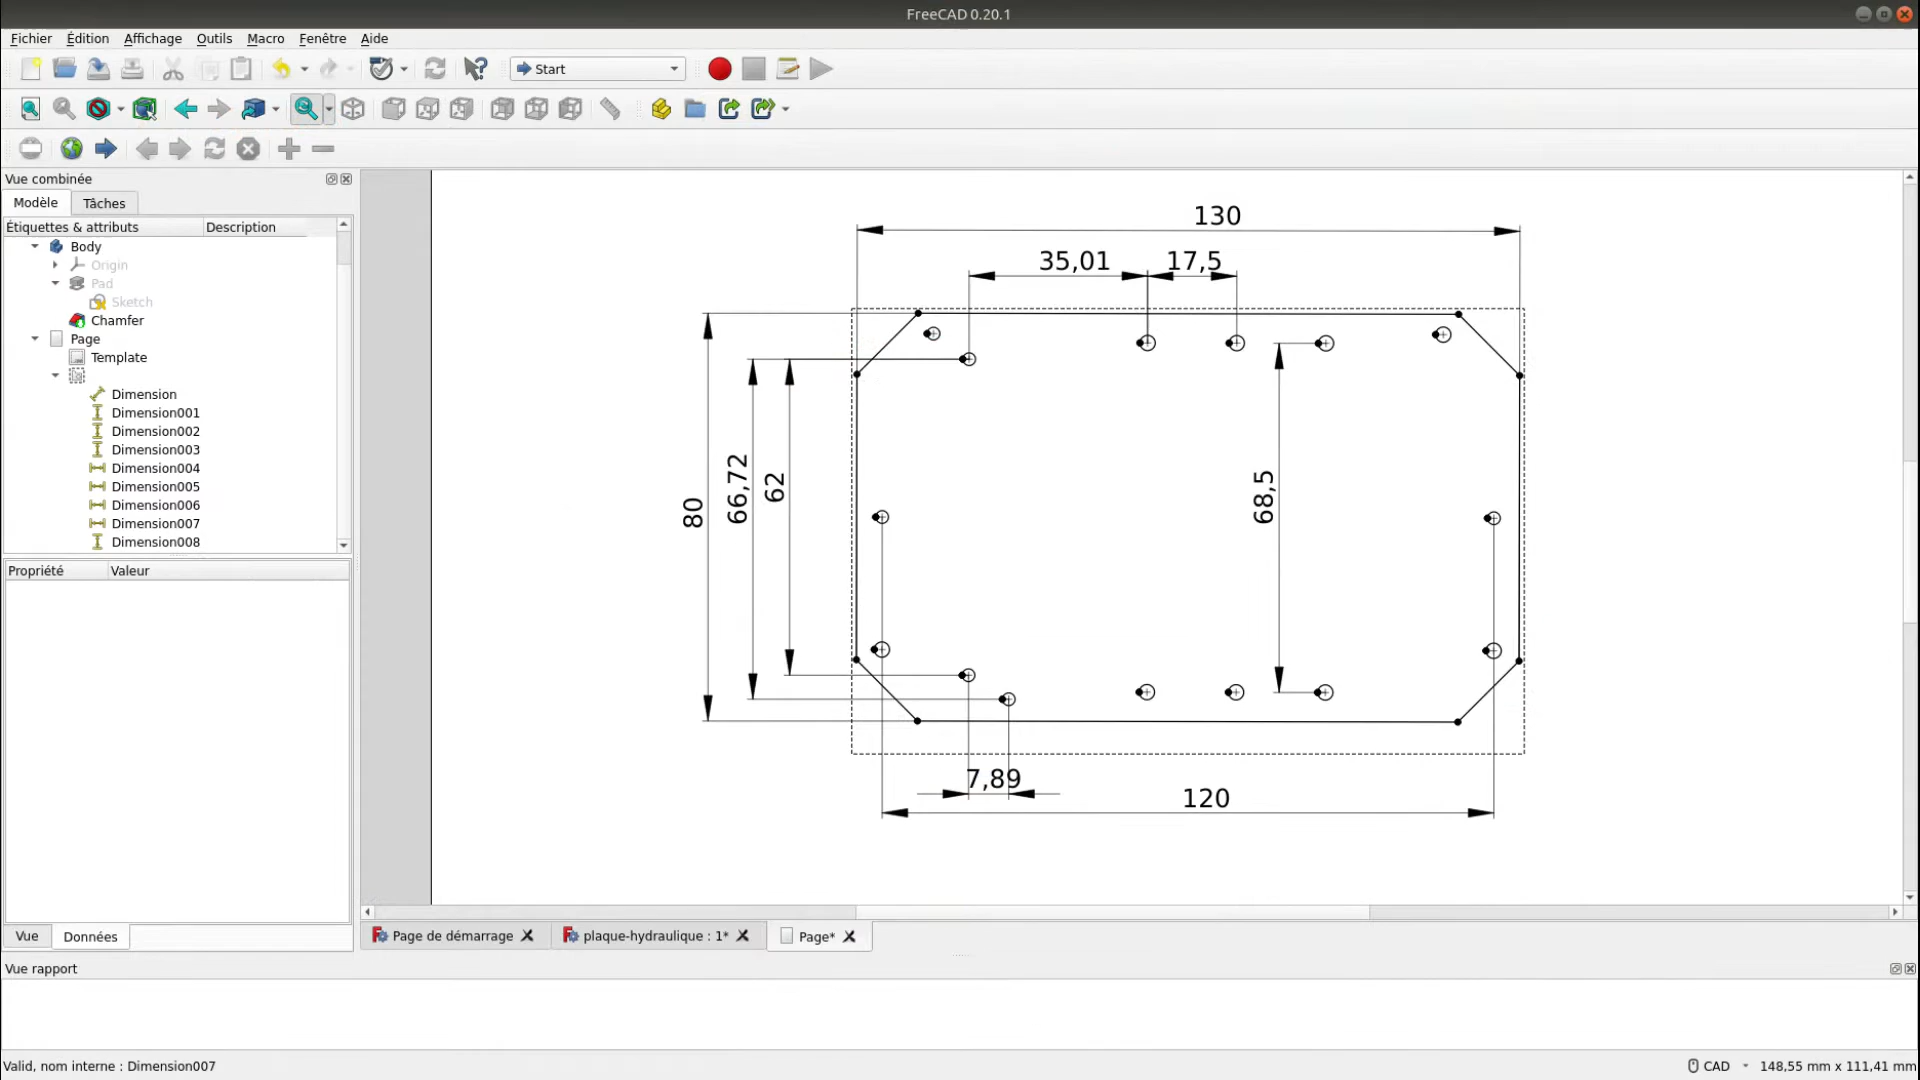 FreeCAD 0.20.1
Fichier Édition Affichage Outils Macro Fenêtre Aide
Start
Vue combinée
Modèle Tâches
Étiquettes & attributs Description
Body
Origin
Pad
Sketch
Chamfer
Page
Template
Dimension
Dimension001
Dimension002
Dimension003
Dimension004
Dimension005
Dimension006
Dimension007
Dimension008
Propriété Valeur
Vue Données
130
35,01 17,5
80
66,72
62
68,5
7,89
120
Page de démarrage plaque-hydraulique : 1* Page*
Vue rapport
Valid, nom interne : Dimension007
CAD 148,55 mm x 111,41 mm